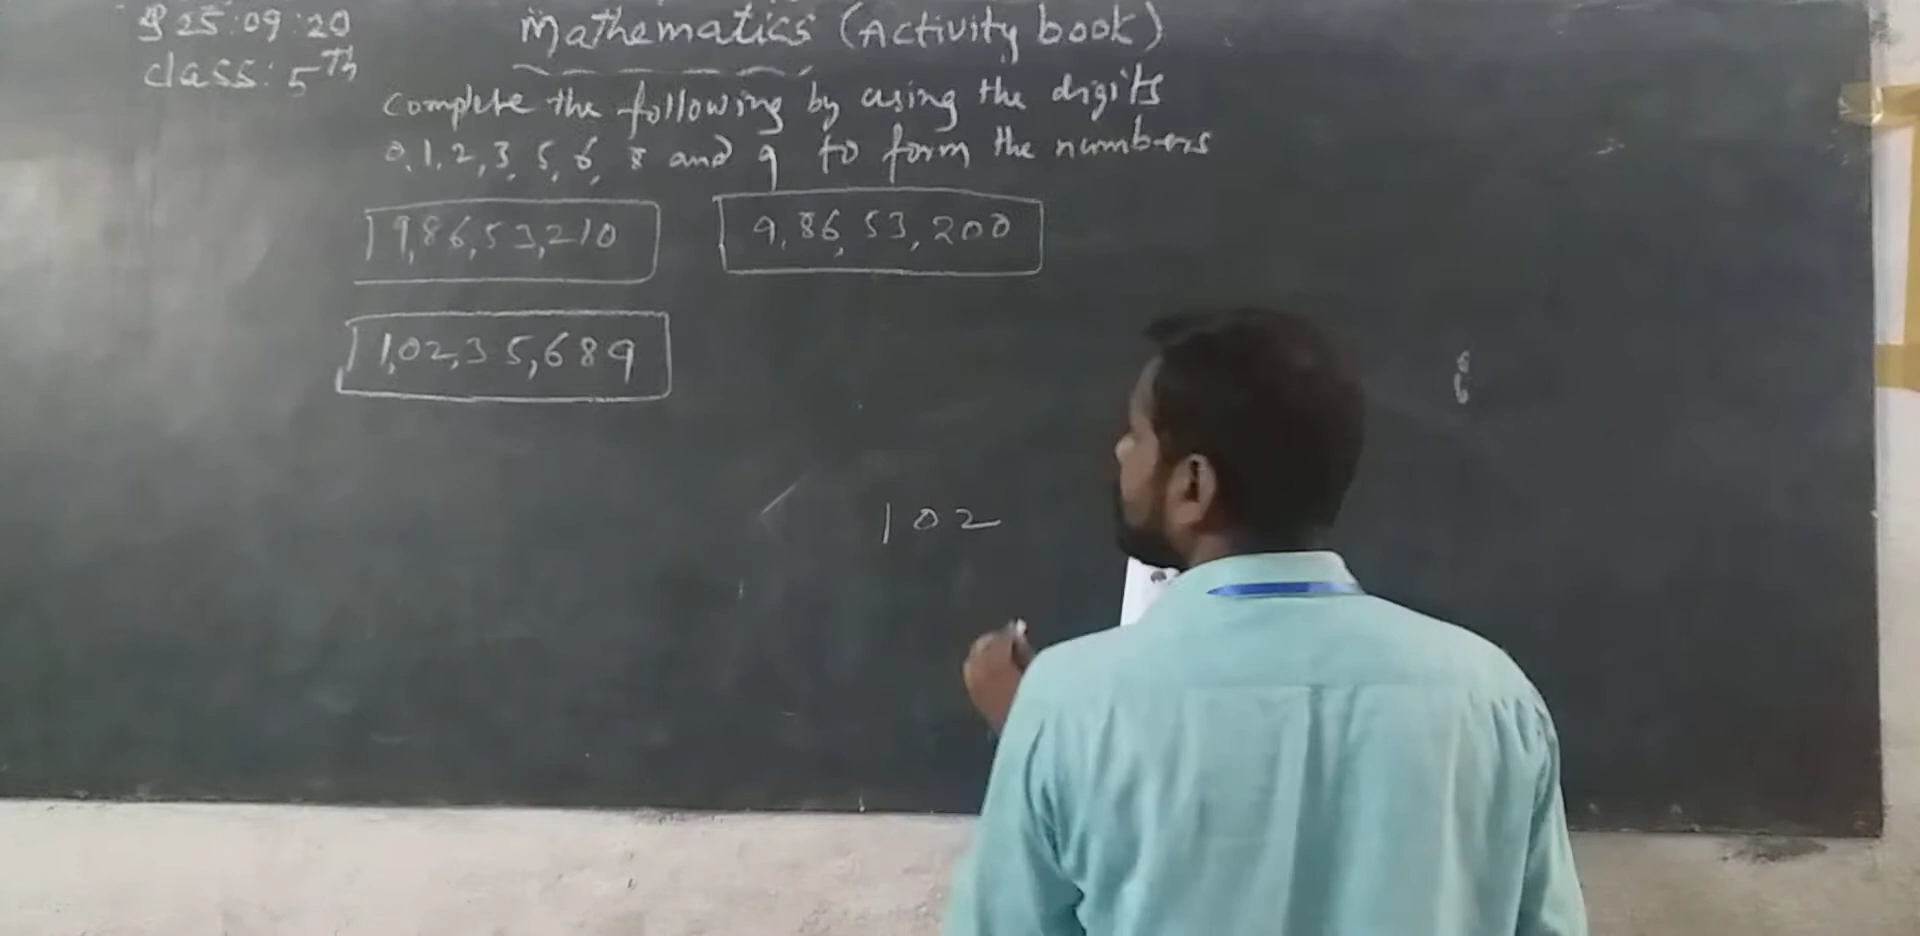 25:09:20
Class: 5th
Mathematics (Activity book)
Complete the following by using the digits
0,1,2,3,5,6,8 and 9 to form the numbers
9,86,53,210
9,86,53,200
1,02,35,689
102